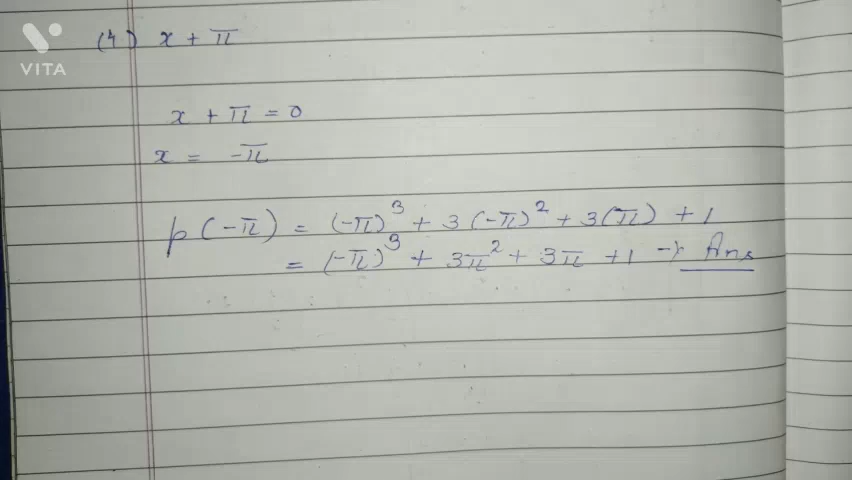 VITA
(4) x + π
x + π = 0
x = -π
p(-π) = (-π)³ + 3(-π)² + 3(π) + 1
= (-π)³ + 3π² + 3π + 1 → Ans